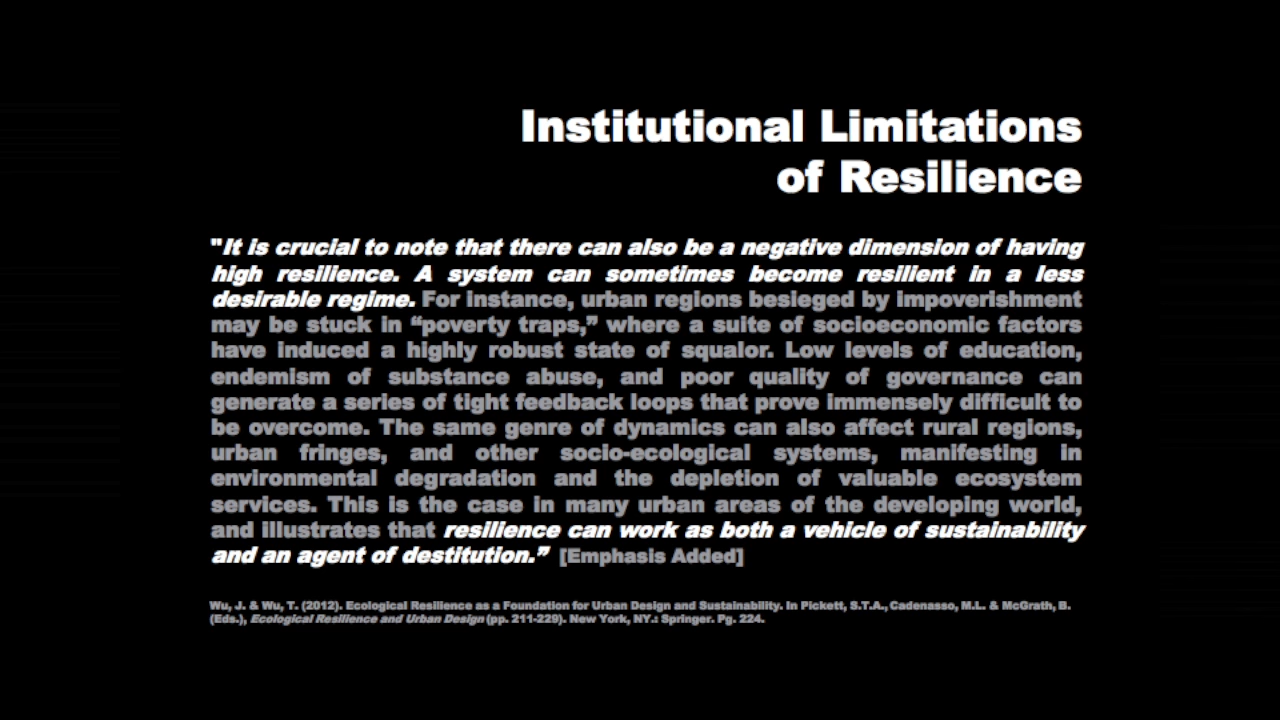 Institutional Limitations
of Resilience
"It is crucial to note that there can also be a negative dimension of having
high resilience. A system can sometimes become resilient in a less
desirable regime. For instance, urban regions besieged by impoverishment
may be stuck in “poverty traps,” where a suite of socioeconomic factors
have induced a highly robust state of squalor. Low levels of education,
endemism of substance abuse, and poor quality of governance can
generate a series of tight feedback loops that prove immensely difficult to
be overcome. The same genre of dynamics can also affect rural regions,
urban fringes, and other socio-ecological systems, manifesting in
environmental degradation and the depletion of valuable ecosystem
services. This is the case in many urban areas of the developing world,
and illustrates that resilience can work as both a vehicle of sustainability
and an agent of destitution.” [Emphasis Added]
Wu, J. & Wu, T. (2012). Ecological Resilience as a Foundation for Urban Design and Sustainability. In Pickett, S.T.A., Cadenasso, M.L. & McGrath, B.
(Eds.), Ecological Resilience and Urban Design (pp. 211-229). New York, NY.: Springer. Pg. 224.